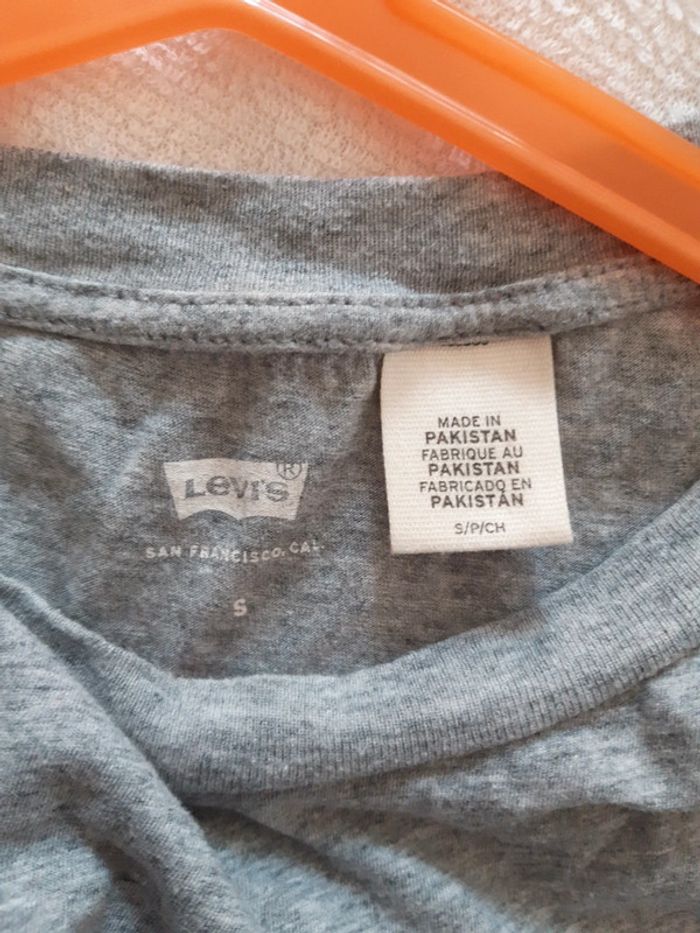 Levi's®
SAN FRANCISCO, CAL.
S
MADE IN
PAKISTAN
FABRIQUE AU
PAKISTAN
FABRICADO EN
PAKISTÁN
S/P/CH